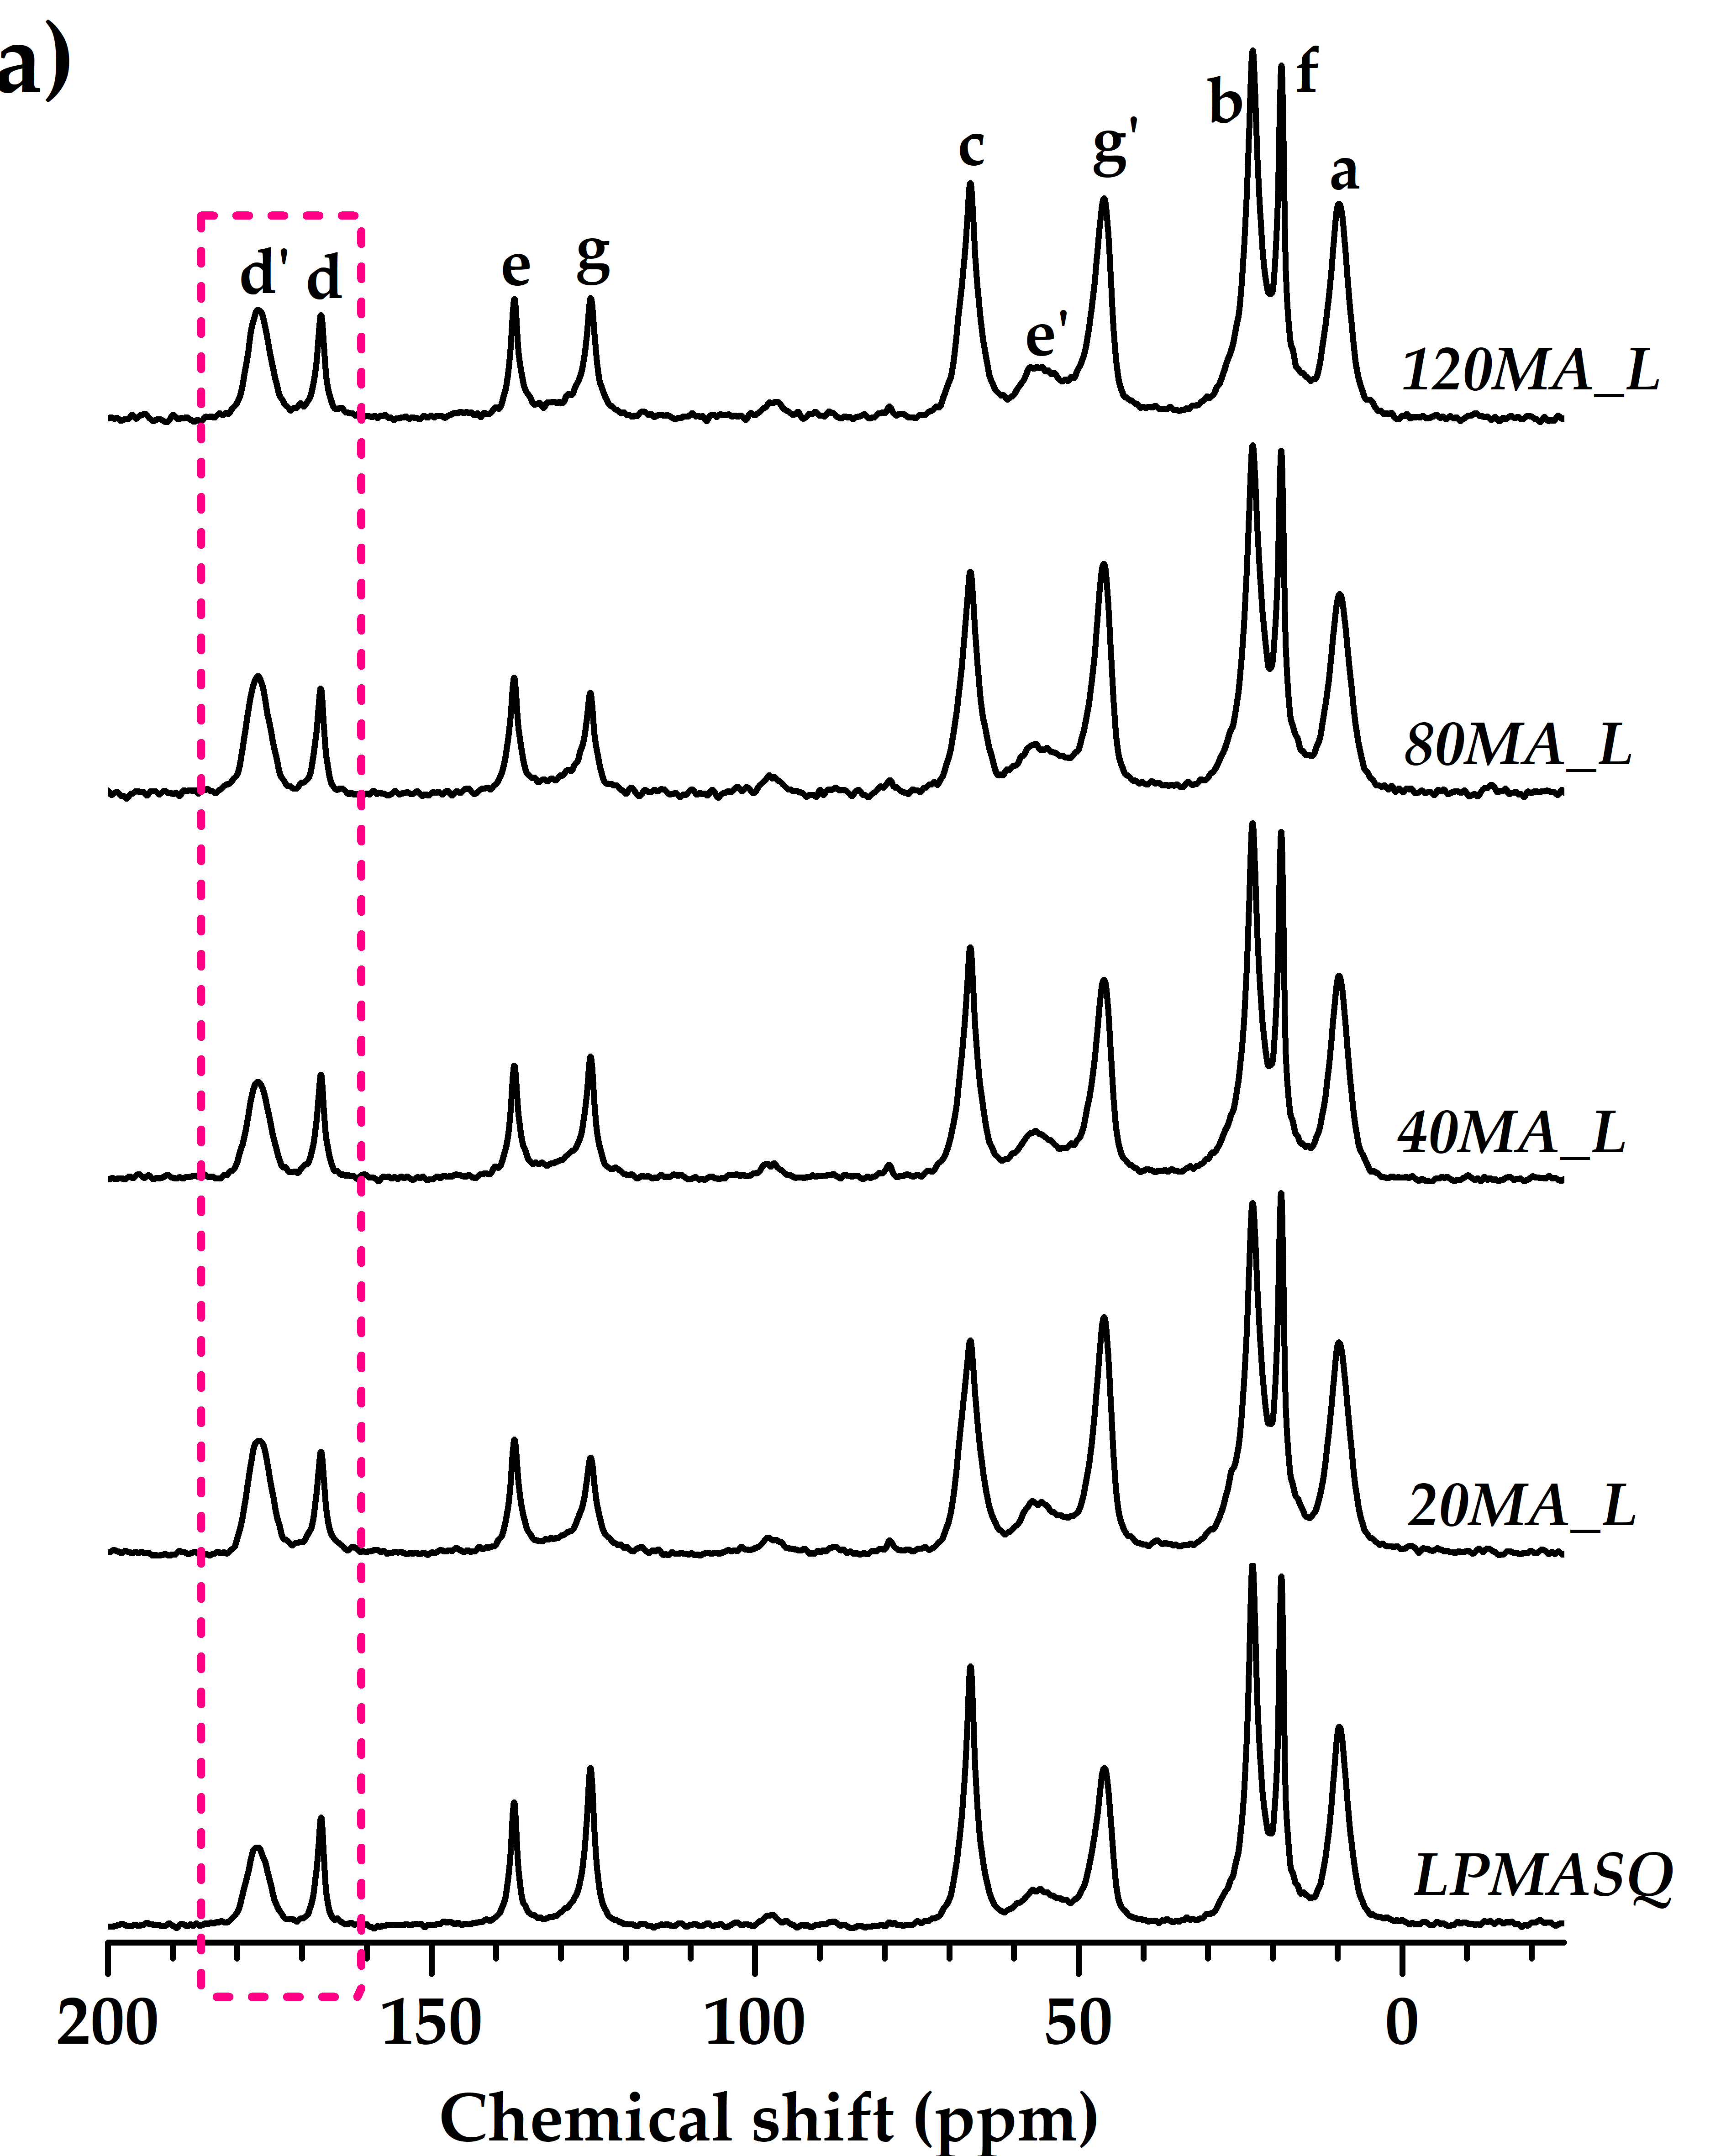 a)
b
f
c
g'
a
d'
d
e
g
e'
120MA_L
80MA_L
40MA_L
20MA_L
LPMASQ
200 150 100 50 0
Chemical shift (ppm)